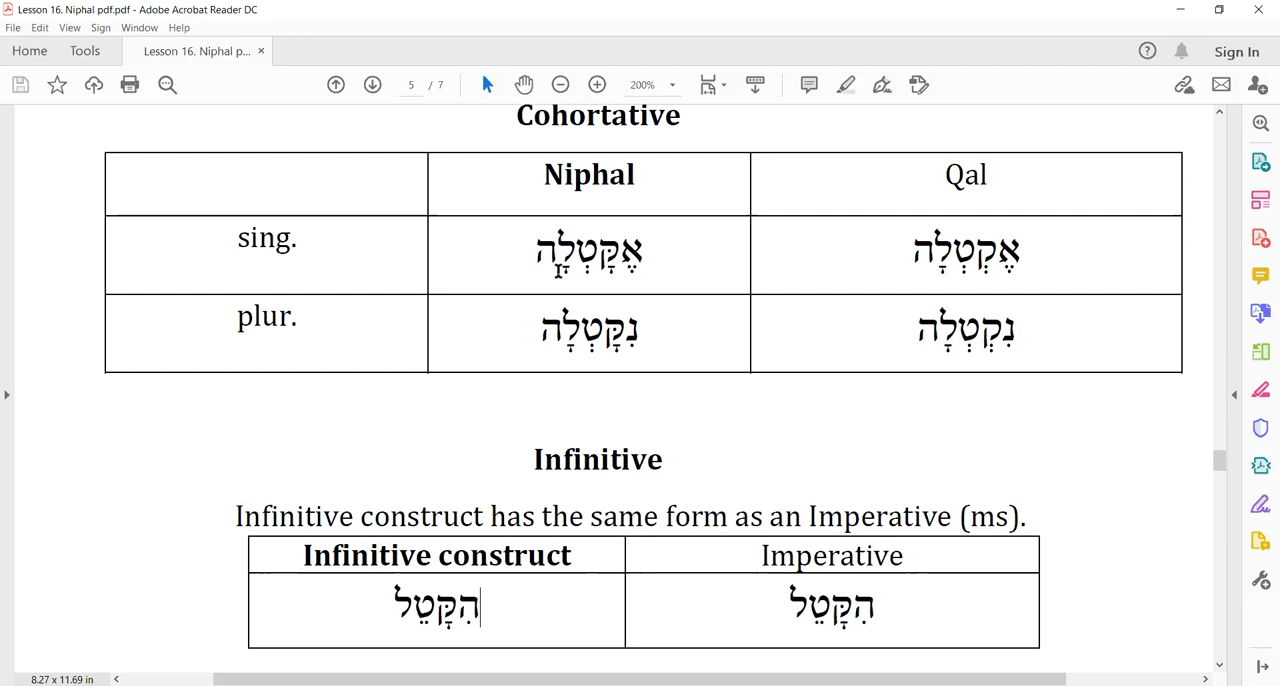 Lesson 16. Niphal pdf.pdf - Adobe Acrobat Reader DC
File Edit View Sign Window Help
Home Tools Lesson 16. Niphal p... × Sign In
5 / 7 200%
Cohortative
Niphal Qal
sing. אֶקָּטְלָה אֶקְטְלָה
plur. נִקָּטְלָה נִקְטְלָה
Infinitive
Infinitive construct has the same form as an Imperative (ms).
Infinitive construct Imperative
הִקָּטֵל הִקָּטֵל
8.27 x 11.69 in